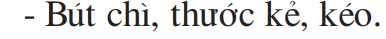 - Bút chì, thước kẻ, kéo.